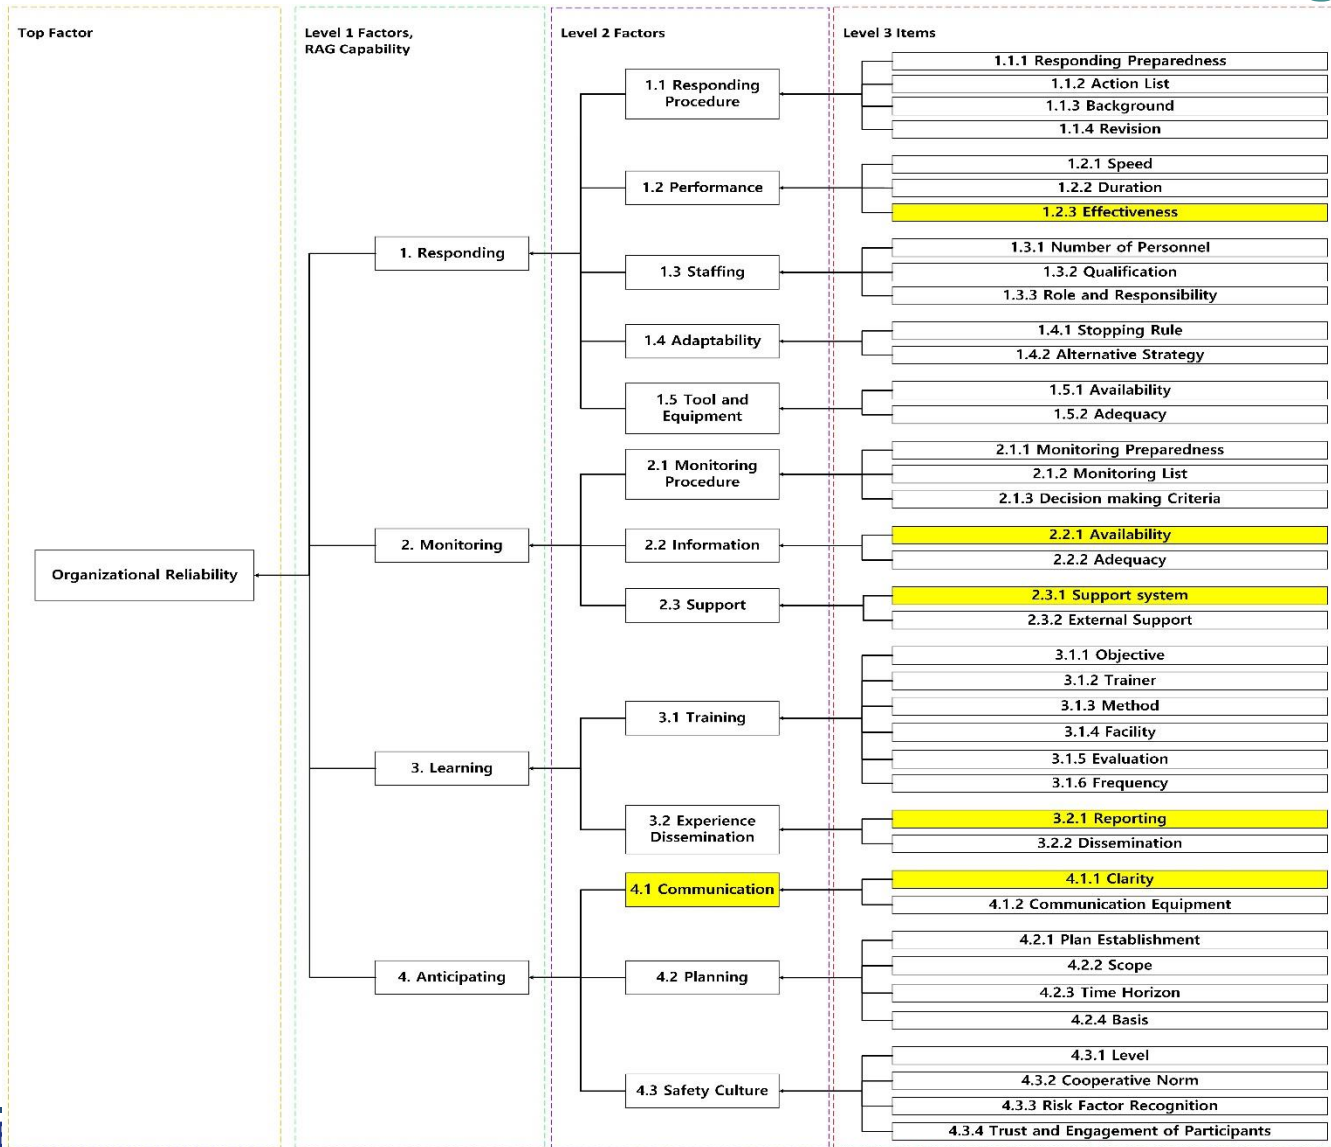 Top Factor
Level 1 Factors,
RAG Capability
Level 2 Factors
Level 3 Items
Organizational Reliability
1. Responding
1.1 Responding
Procedure
1.1.1 Responding Preparedness
1.1.2 Action List
1.1.3 Background
1.1.4 Revision
1.2 Performance
1.2.1 Speed
1.2.2 Duration
1.2.3 Effectiveness
1.3 Staffing
1.3.1 Number of Personnel
1.3.2 Qualification
1.3.3 Role and Responsibility
1.4 Adaptability
1.4.1 Stopping Rule
1.4.2 Alternative Strategy
1.5 Tool and
Equipment
1.5.1 Availability
1.5.2 Adequacy
2. Monitoring
2.1 Monitoring
Procedure
2.1.1 Monitoring Preparedness
2.1.2 Monitoring List
2.1.3 Decision making Criteria
2.2 Information
2.2.1 Availability
2.2.2 Adequacy
2.3 Support
2.3.1 Support system
2.3.2 External Support
3. Learning
3.1 Training
3.1.1 Objective
3.1.2 Trainer
3.1.3 Method
3.1.4 Facility
3.1.5 Evaluation
3.1.6 Frequency
3.2 Experience
Dissemination
3.2.1 Reporting
3.2.2 Dissemination
4. Anticipating
4.1 Communication
4.1.1 Clarity
4.1.2 Communication Equipment
4.2 Planning
4.2.1 Plan Establishment
4.2.2 Scope
4.2.3 Time Horizon
4.2.4 Basis
4.3 Safety Culture
4.3.1 Level
4.3.2 Cooperative Norm
4.3.3 Risk Factor Recognition
4.3.4 Trust and Engagement of Participants